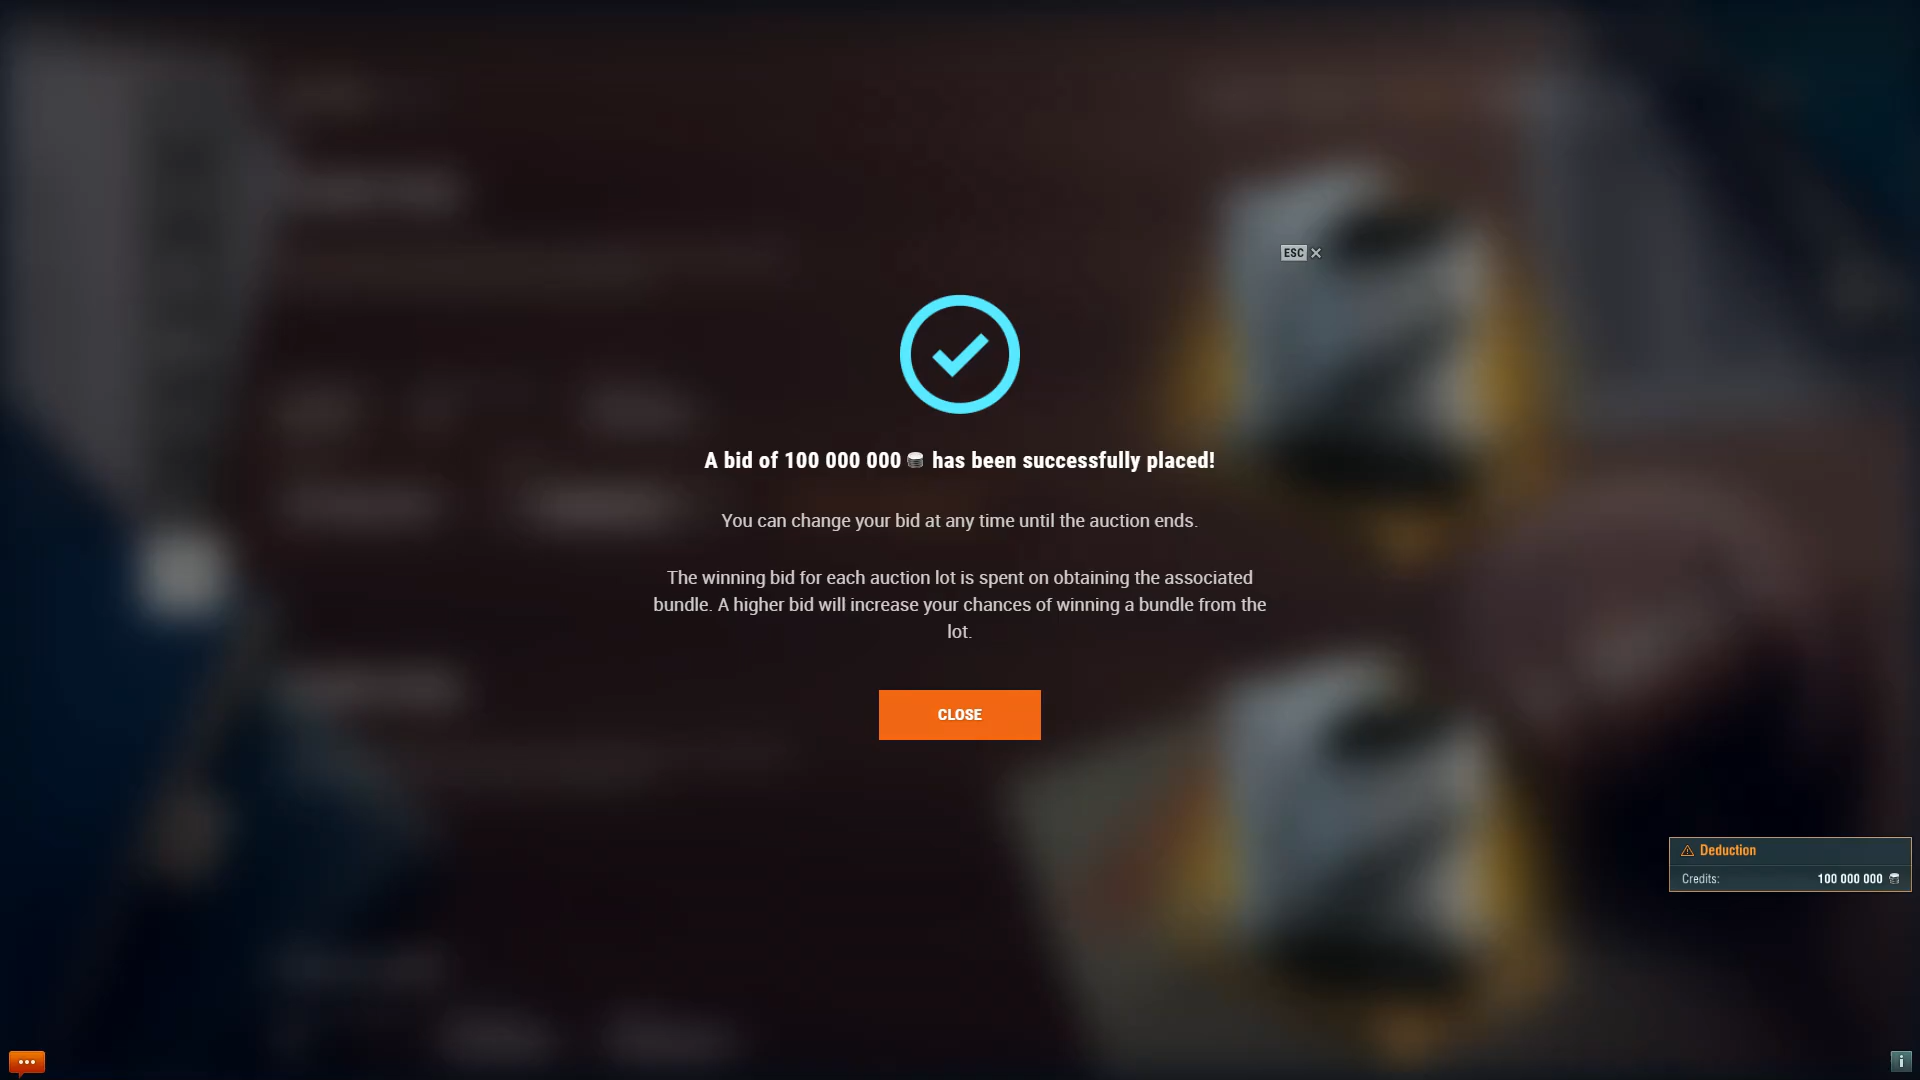 ESC
A bid of 100 000 000 has been successfully placed!
You can change your bid at any time until the auction ends.
The winning bid for each auction lot is spent on obtaining the associated
bundle. A higher bid will increase your chances of winning a bundle from the
lot.
CLOSE
Deduction
Credits: 100 000 000
i